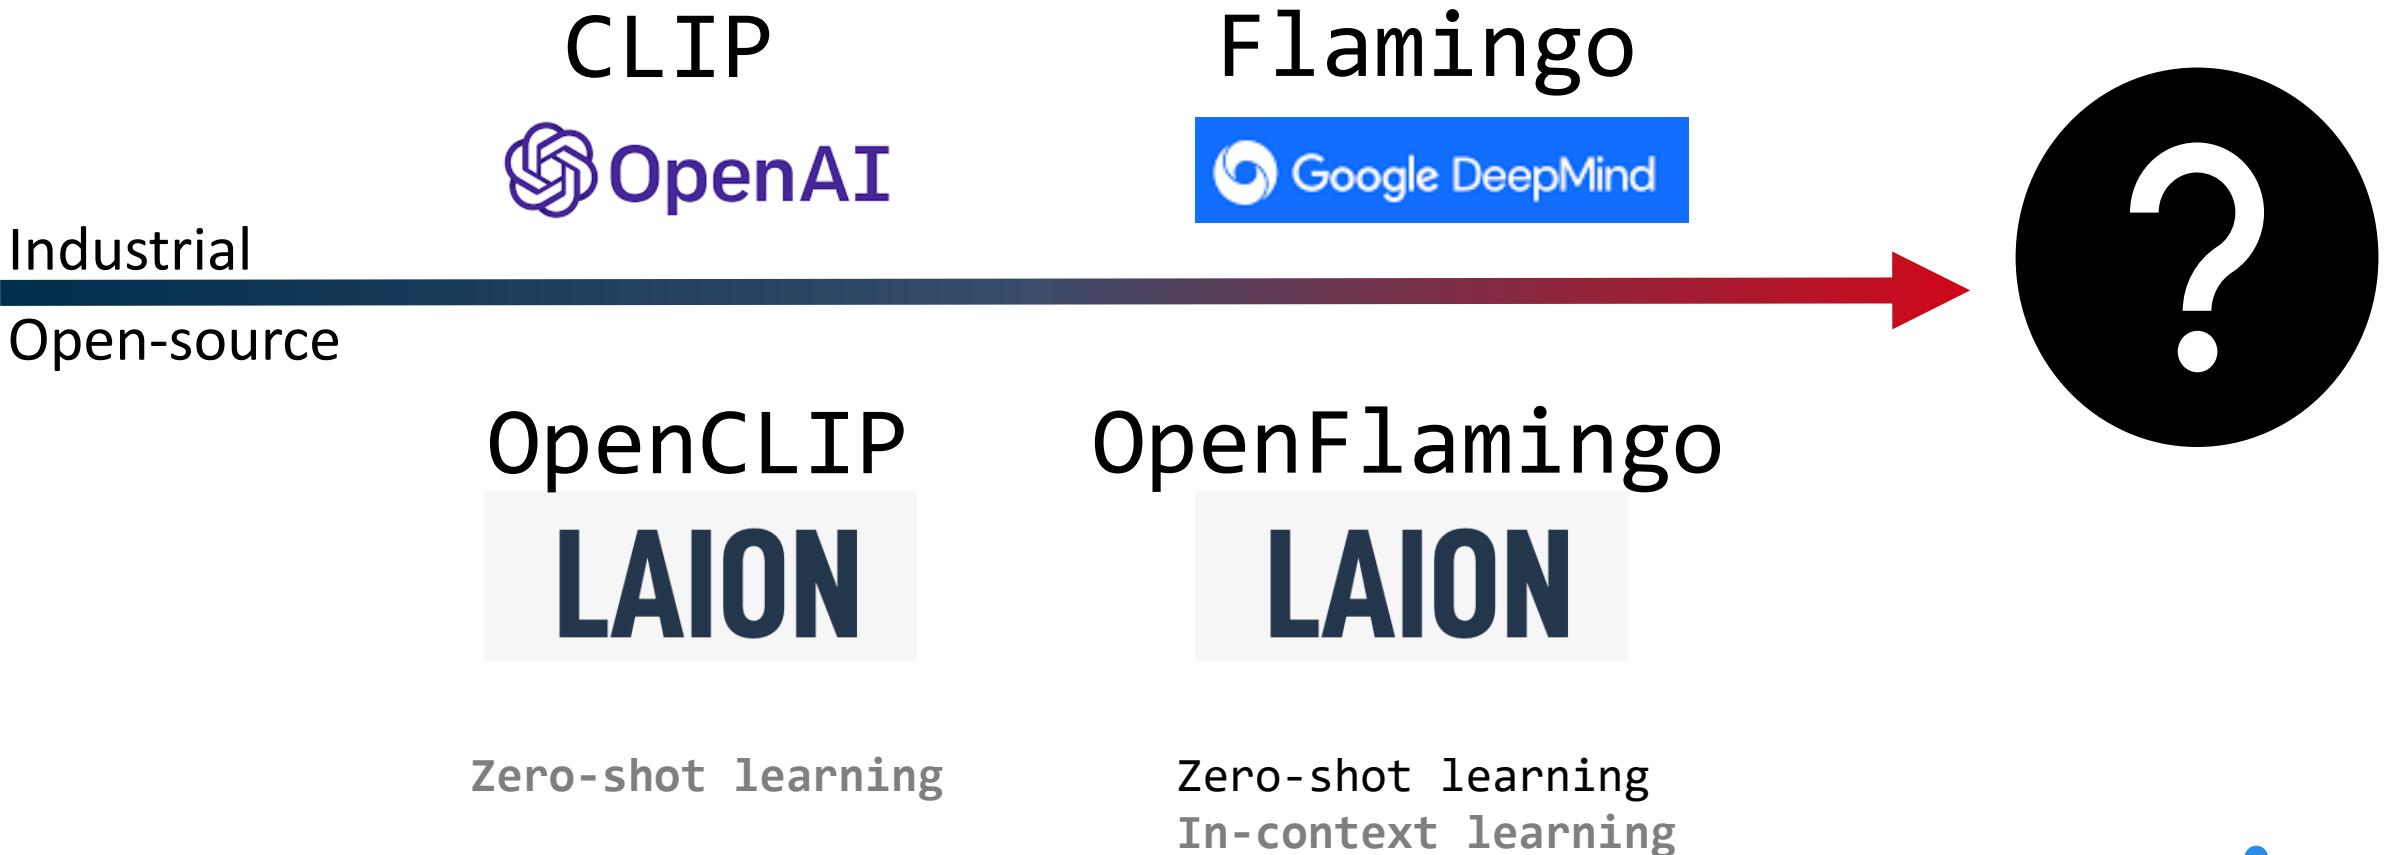 CLIP
Flamingo
OpenAI
Google DeepMind
Industrial
Open-source
?
OpenCLIP
OpenFlamingo
LAION
LAION
Zero-shot learning
Zero-shot learning
In-context learning